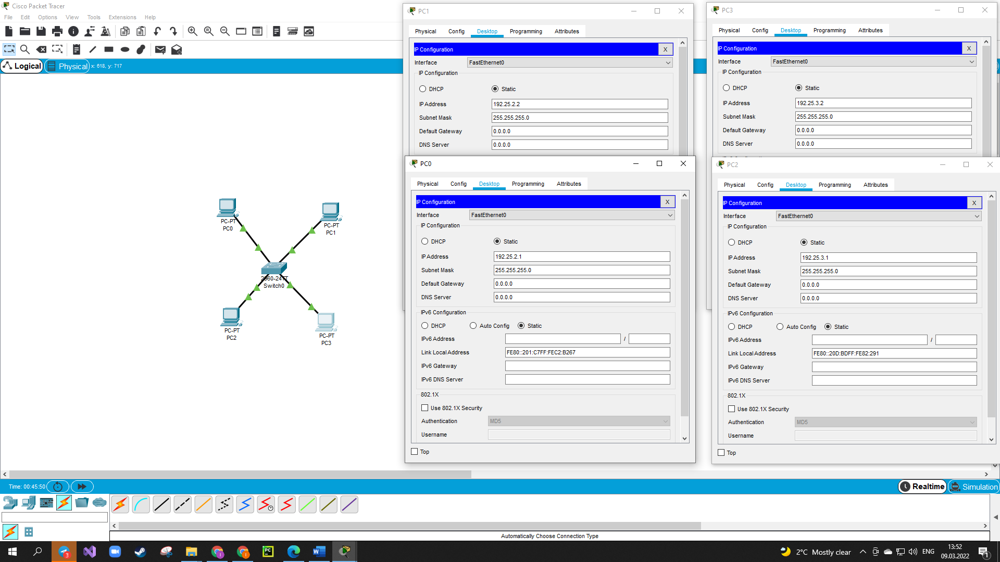 Cisco Packet Tracer
File Edit Options View Tools Extensions Help
Logical Physical x: 618, y: 717
PC-PT
PC0
PC-PT
PC1
2960-24TT
Switch0
PC-PT
PC2
PC-PT
PC3
PC1
Physical Config Desktop Programming Attributes
IP Configuration X
Interface FastEthernet0
IP Configuration
DHCP Static
IP Address 192.25.2.2
Subnet Mask 255.255.255.0
Default Gateway 0.0.0.0
DNS Server 0.0.0.0
PC3
Physical Config Desktop Programming Attributes
IP Configuration X
Interface FastEthernet0
IP Configuration
DHCP Static
IP Address 192.25.3.2
Subnet Mask 255.255.255.0
Default Gateway 0.0.0.0
DNS Server 0.0.0.0
PC0
Physical Config Desktop Programming Attributes
IP Configuration X
Interface FastEthernet0
IP Configuration
DHCP Static
IP Address 192.25.2.1
Subnet Mask 255.255.255.0
Default Gateway 0.0.0.0
DNS Server 0.0.0.0
IPv6 Configuration
DHCP Auto Config Static
IPv6 Address /
Link Local Address FE80::201:C7FF:FEC2:B267
IPv6 Gateway
IPv6 DNS Server
802.1X
Use 802.1X Security
Authentication MD5
Username
Top
PC2
Physical Config Desktop Programming Attributes
IP Configuration X
Interface FastEthernet0
IP Configuration
DHCP Static
IP Address 192.25.3.1
Subnet Mask 255.255.255.0
Default Gateway 0.0.0.0
DNS Server 0.0.0.0
IPv6 Configuration
DHCP Auto Config Static
IPv6 Address /
Link Local Address FE80::20D:BDFF:FE82:291
IPv6 Gateway
IPv6 DNS Server
802.1X
Use 802.1X Security
Authentication MD5
Username
Top
Time: 00:45:50 Realtime Simulation
Automatically Choose Connection Type
3 PC W 2°C Mostly clear ENG 13:52
09.03.2022 1